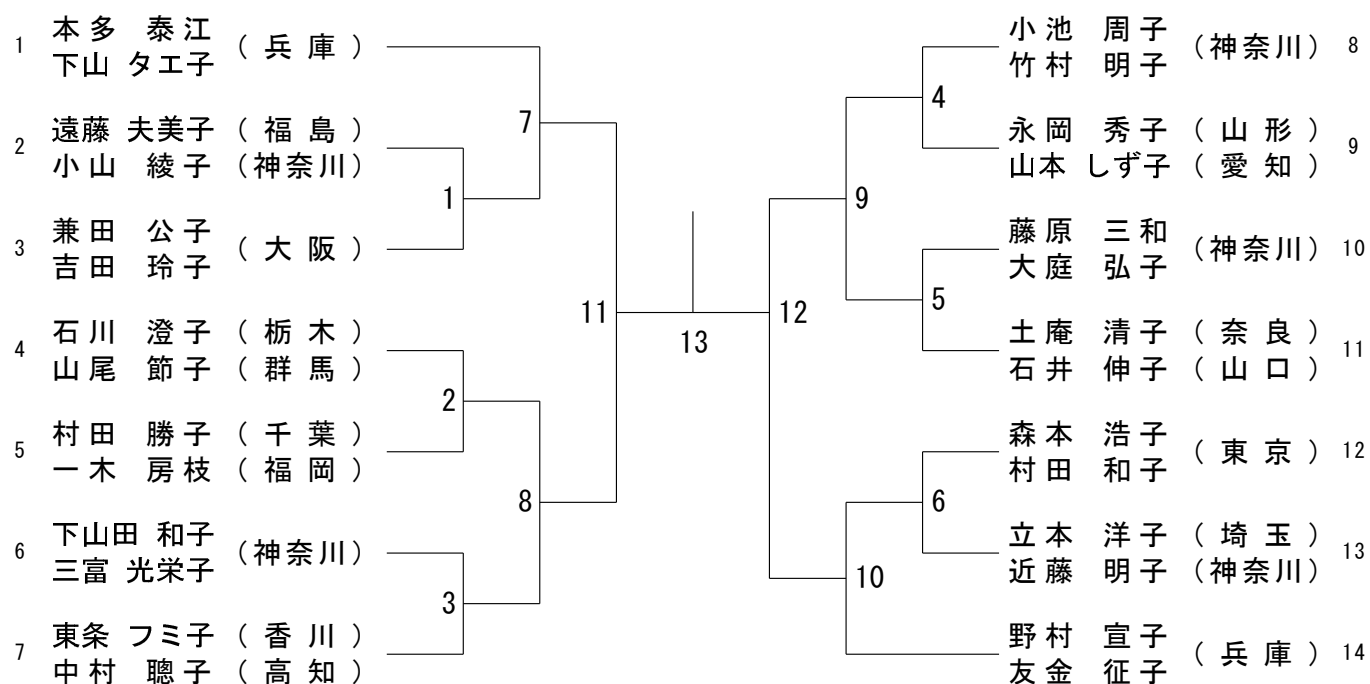 1 本多 泰江 (兵庫)
下山 タエ子
2 遠藤 夫美子 (福島)
小山 綾子 (神奈川)
3 兼田 公子 (大阪)
吉田 玲子
4 石川 澄子 (栃木)
山尾 節子 (群馬)
5 村田 勝子 (千葉)
一木 房枝 (福岡)
6 下山田 和子 (神奈川)
三富 光栄子
7 東条 フミ子 (香川)
中村 聰子 (高知)
7
1
2
8
3
11
13
12
4
9
5
6
10
小池 周子 (神奈川) 8
竹村 明子
永岡 秀子 (山形) 9
山本 しず子 (愛知)
藤原 三和 (神奈川) 10
大庭 弘子
土庵 清子 (奈良) 11
石井 伸子 (山口)
森本 浩子 (東京) 12
村田 和子
立本 洋子 (埼玉) 13
近藤 明子 (神奈川)
野村 宣子 (兵庫) 14
友金 征子